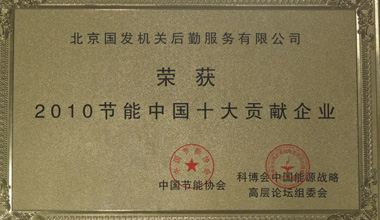 北京国发机关后勤服务有限公司
荣获
2010节能中国十大贡献企业
中国节能协会
科博会中国能源战略
高层论坛组委会